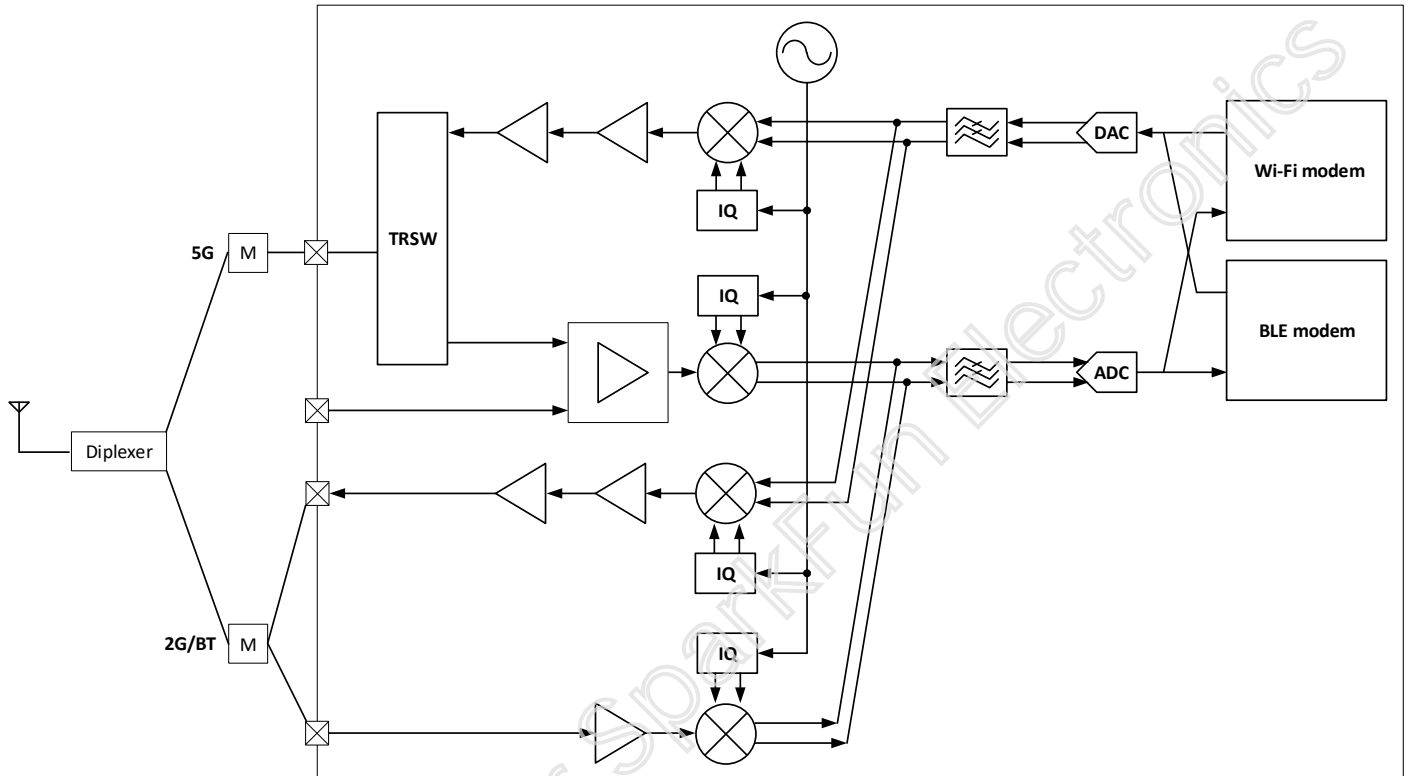 IQ
DAC
Wi-Fi modem
TRSW
5G
M
IQ
BLE modem
ADC
Diplexer
IQ
2G/BT
M
IQ
SparkFun Electronics